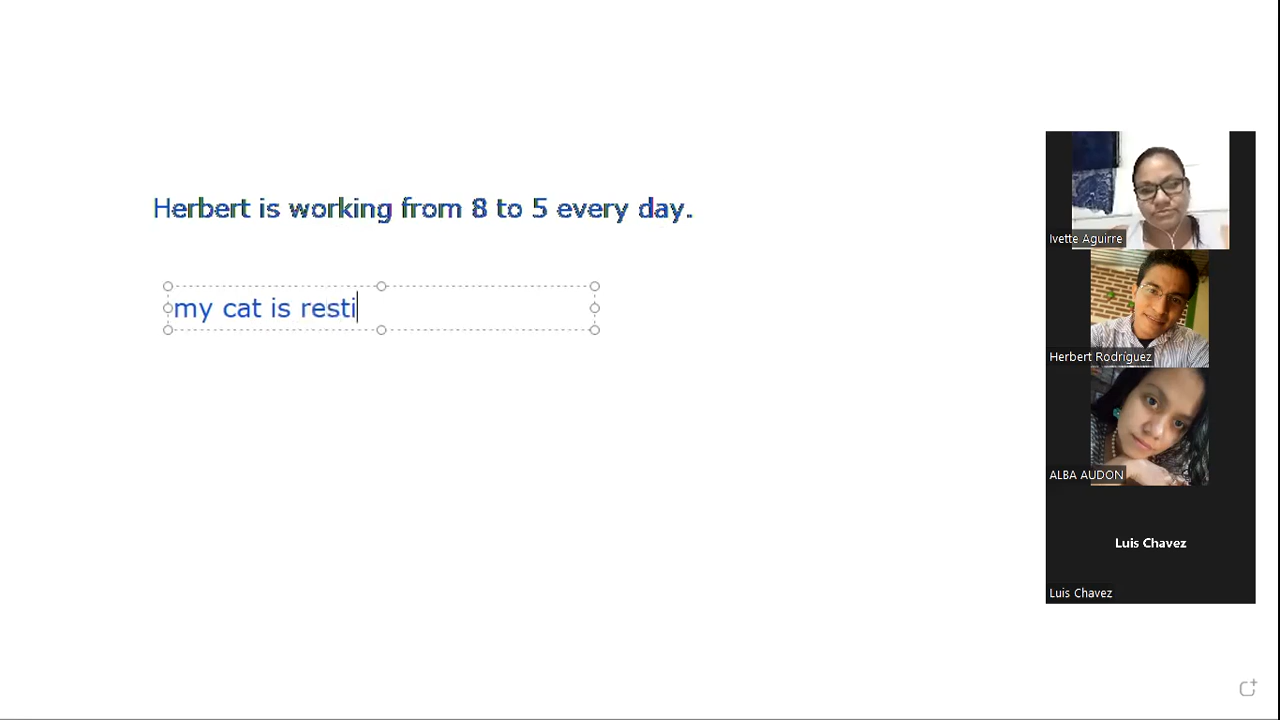 Herbert is working from 8 to 5 every day.
my cat is resti
Ivette Aguirre
Herbert Rodríguez
ALBA AUDON
Luis Chavez
Luis Chavez